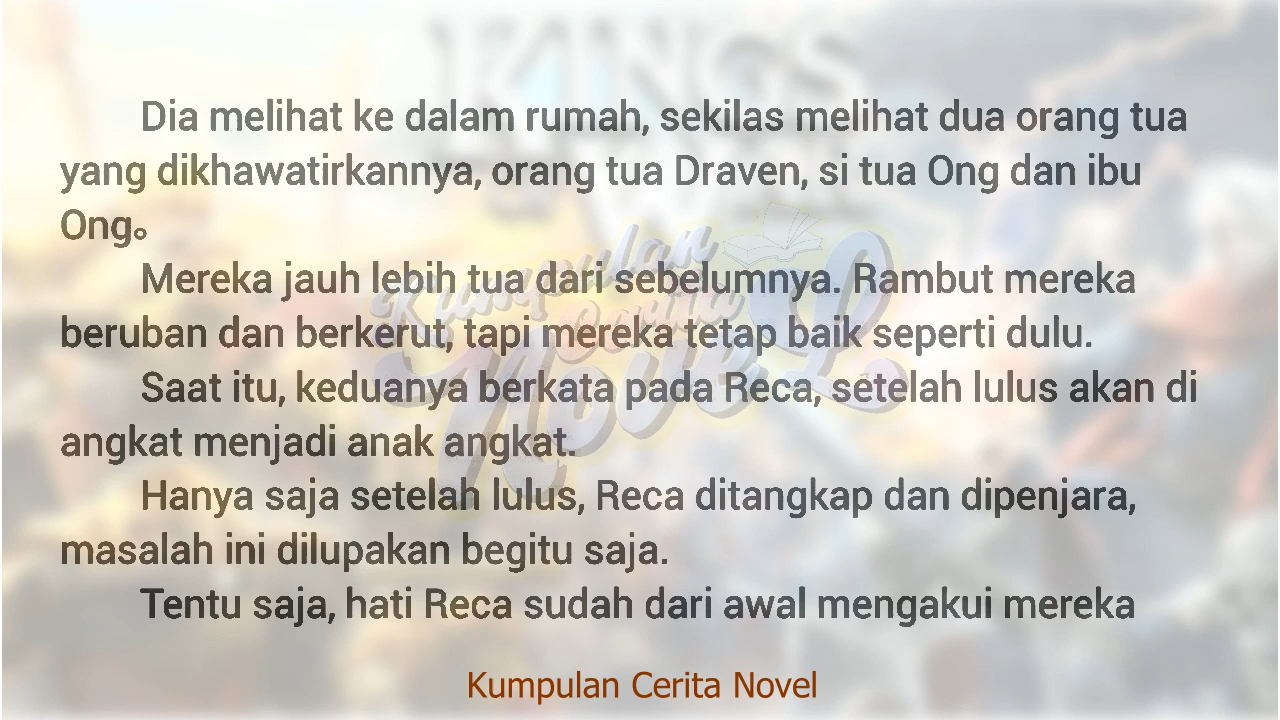 KINGS
Dia melihat ke dalam rumah, sekilas melihat dua orang tua
yang dikhawatirkannya, orang tua Draven, si tua Ong dan ibu
Ong。
Mereka jauh lebih tua dari sebelumnya. Rambut mereka
beruban dan berkerut, tapi mereka tetap baik seperti dulu.
Saat itu, keduanya berkata pada Reca, setelah lulus akan di
angkat menjadi anak angkat.
Hanya saja setelah lulus, Reca ditangkap dan dipenjara,
masalah ini dilupakan begitu saja.
Tentu saja, hati Reca sudah dari awal mengakui mereka
Kumpulan
Cerita
NoveL
Kumpulan Cerita Novel